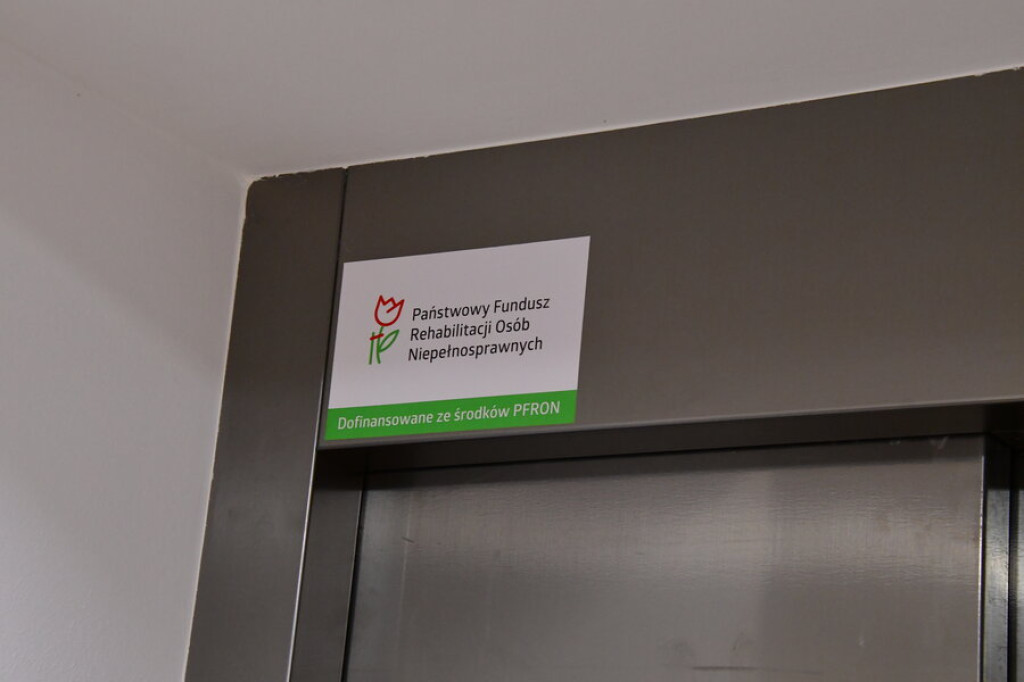 Państwowy Fundusz
Rehabilitacji Osób
Niepełnosprawnych
Dofinansowane ze środków PFRON